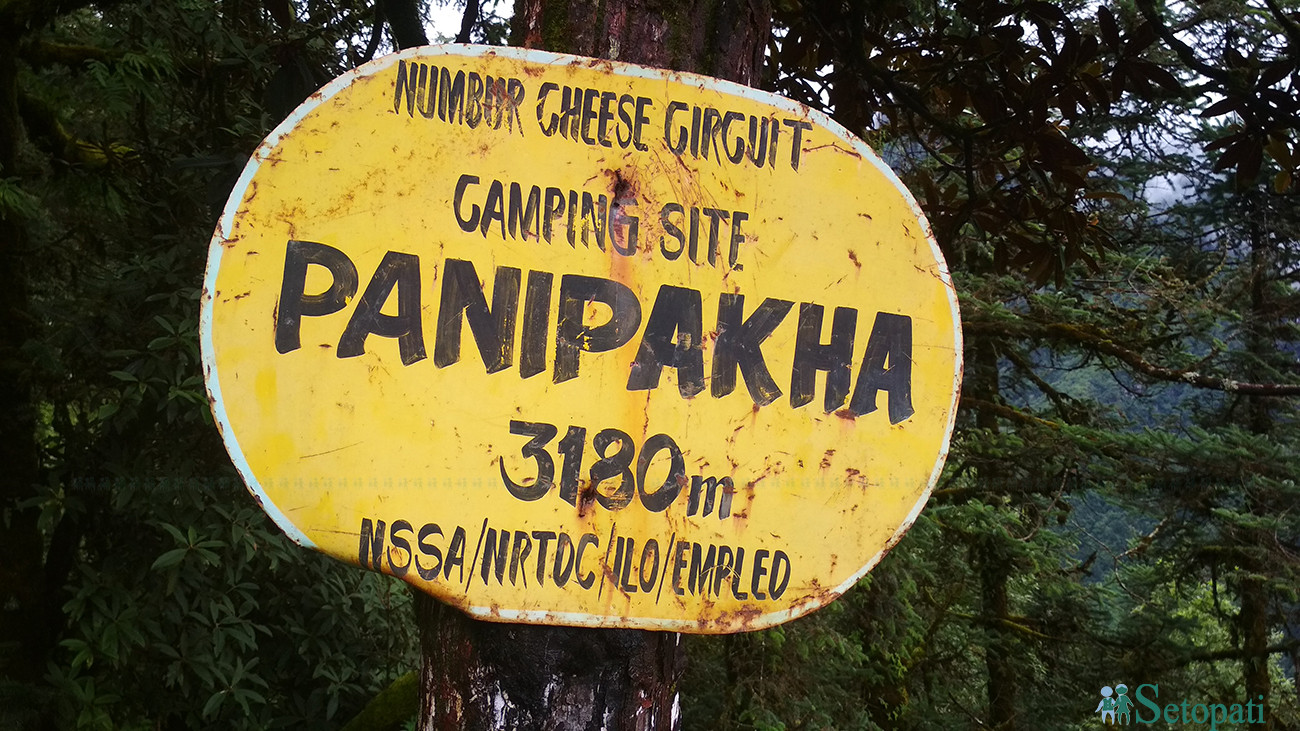 NUMBUR CHEESE CIRCUIT
CAMPING SITE
PANIPAKHA
3180m
NSSA/NRTDC/ILO/EMPLED
Setopati